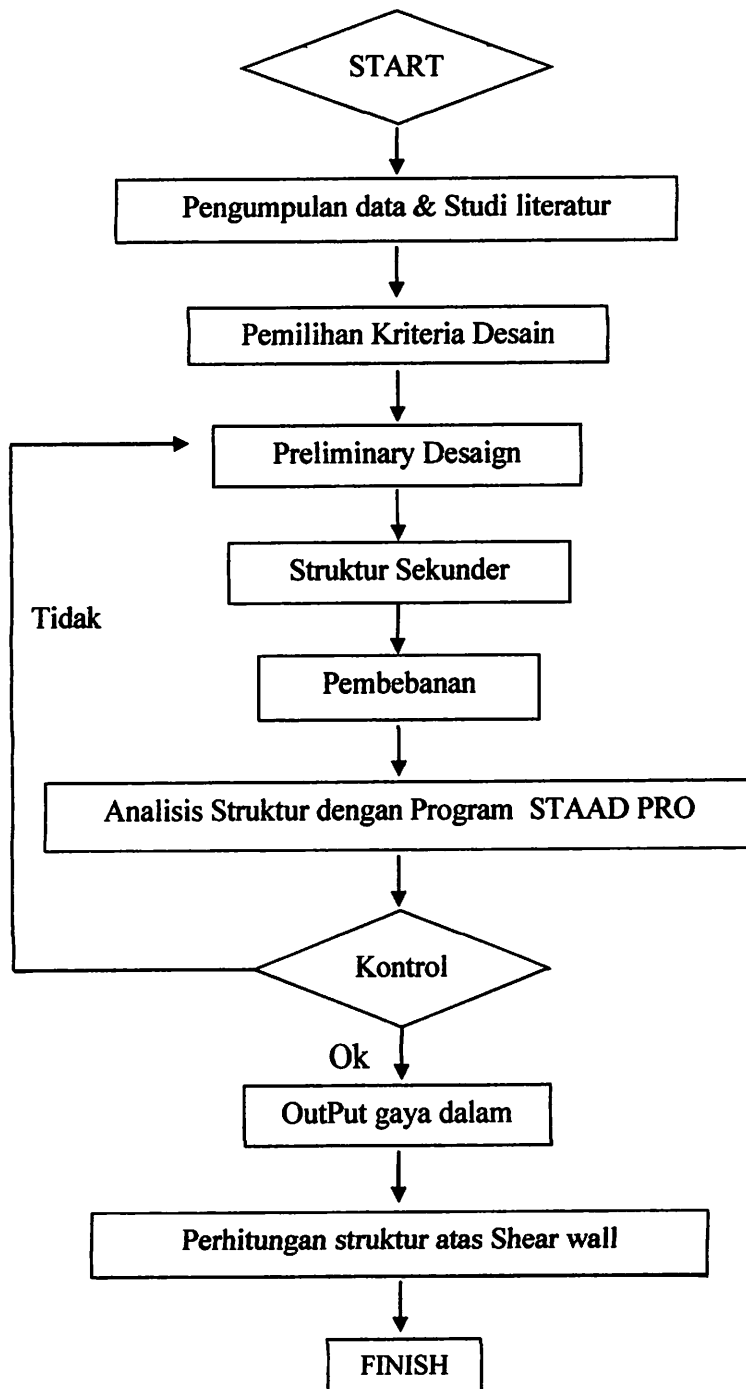 START
Pengumpulan data & Studi literatur
Pemilihan Kriteria Desain
Preliminary Desaign
Struktur Sekunder
Tidak
Pembebanan
Analisis Struktur dengan Program STAAD PRO
Kontrol
Ok
OutPut gaya dalam
Perhitungan struktur atas Shear wall
FINISH